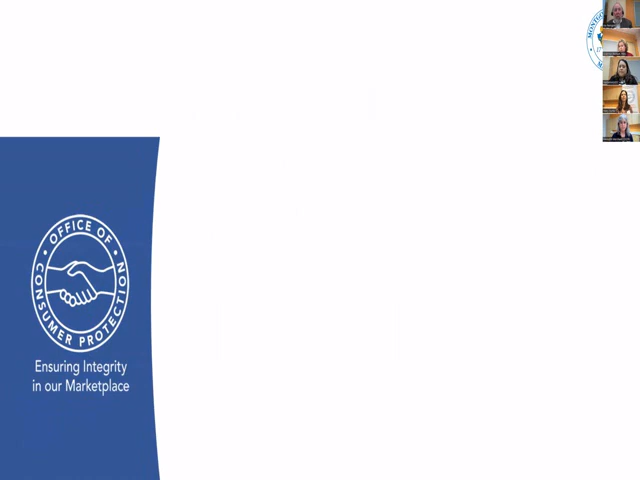 OFFICE OF
CONSUMER PROTECTION
Ensuring Integrity
in our Marketplace